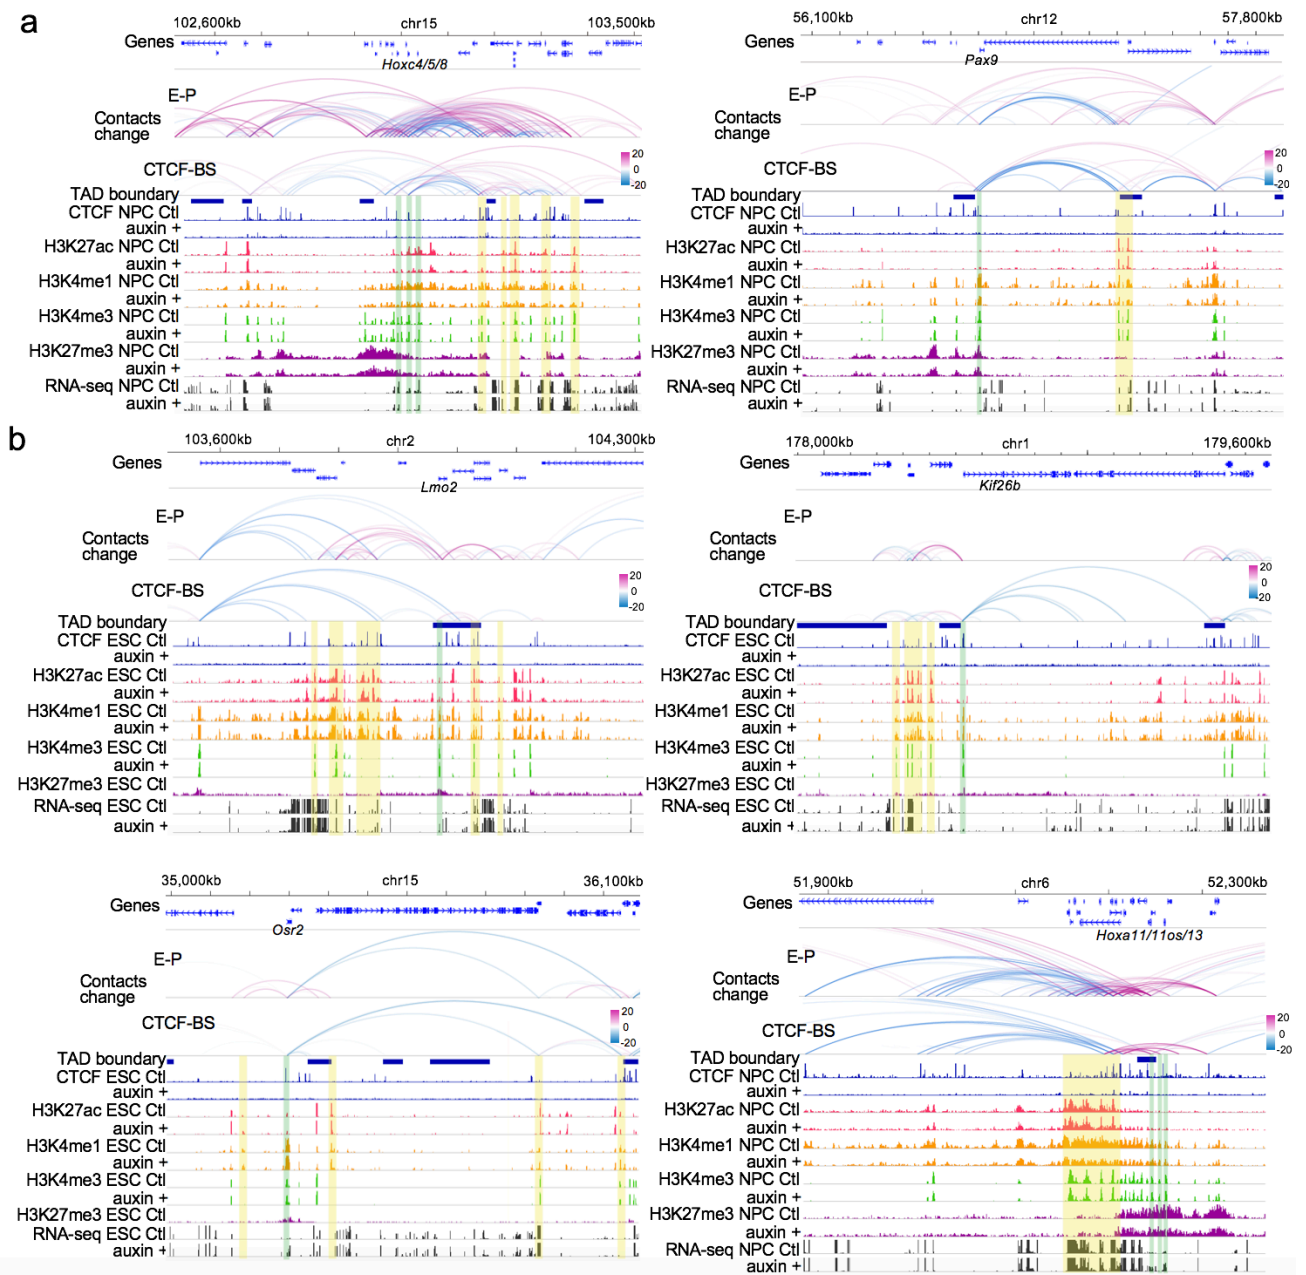 a
102,600kb chr15 103,500kb
Genes
Hoxc4/5/8
E-P
Contacts
change
CTCF-BS
20
0
-20
TAD boundary
CTCF NPC Ctl
auxin +
H3K27ac NPC Ctl
auxin +
H3K4me1 NPC Ctl
auxin +
H3K4me3 NPC Ctl
auxin +
H3K27me3 NPC Ctl
auxin +
RNA-seq NPC Ctl
auxin +
56,100kb chr12 57,800kb
Genes
Pax9
E-P
Contacts
change
CTCF-BS
20
0
-20
TAD boundary
CTCF NPC Ctl
auxin +
H3K27ac NPC Ctl
auxin +
H3K4me1 NPC Ctl
auxin +
H3K4me3 NPC Ctl
auxin +
H3K27me3 NPC Ctl
auxin +
RNA-seq NPC Ctl
auxin +
b
103,600kb chr2 104,300kb
Genes
Lmo2
E-P
Contacts
change
CTCF-BS
20
0
-20
TAD boundary
CTCF ESC Ctl
auxin +
H3K27ac ESC Ctl
auxin +
H3K4me1 ESC Ctl
auxin +
H3K4me3 ESC Ctl
auxin +
H3K27me3 ESC Ctl
RNA-seq ESC Ctl
auxin +
178,000kb chr1 179,600kb
Genes
Kif26b
E-P
Contacts
change
CTCF-BS
20
0
-20
TAD boundary
CTCF ESC Ctl
auxin +
H3K27ac ESC Ctl
auxin +
H3K4me1 ESC Ctl
auxin +
H3K4me3 ESC Ctl
auxin +
H3K27me3 ESC Ctl
RNA-seq ESC Ctl
auxin +
35,000kb chr15 36,100kb
Genes
Osr2
E-P
Contacts
change
CTCF-BS
20
0
-20
TAD boundary
CTCF ESC Ctl
auxin +
H3K27ac ESC Ctl
auxin +
H3K4me1 ESC Ctl
auxin +
H3K4me3 ESC Ctl
auxin +
H3K27me3 ESC Ctl
RNA-seq ESC Ctl
auxin +
51,900kb chr6 52,300kb
Genes
Hoxa11/11os/13
E-P
Contacts
change
CTCF-BS
20
0
-20
TAD boundary
CTCF NPC Ctl
auxin +
H3K27ac NPC Ctl
auxin +
H3K4me1 NPC Ctl
auxin +
H3K4me3 NPC Ctl
auxin +
H3K27me3 NPC Ctl
auxin +
RNA-seq NPC Ctl
auxin +